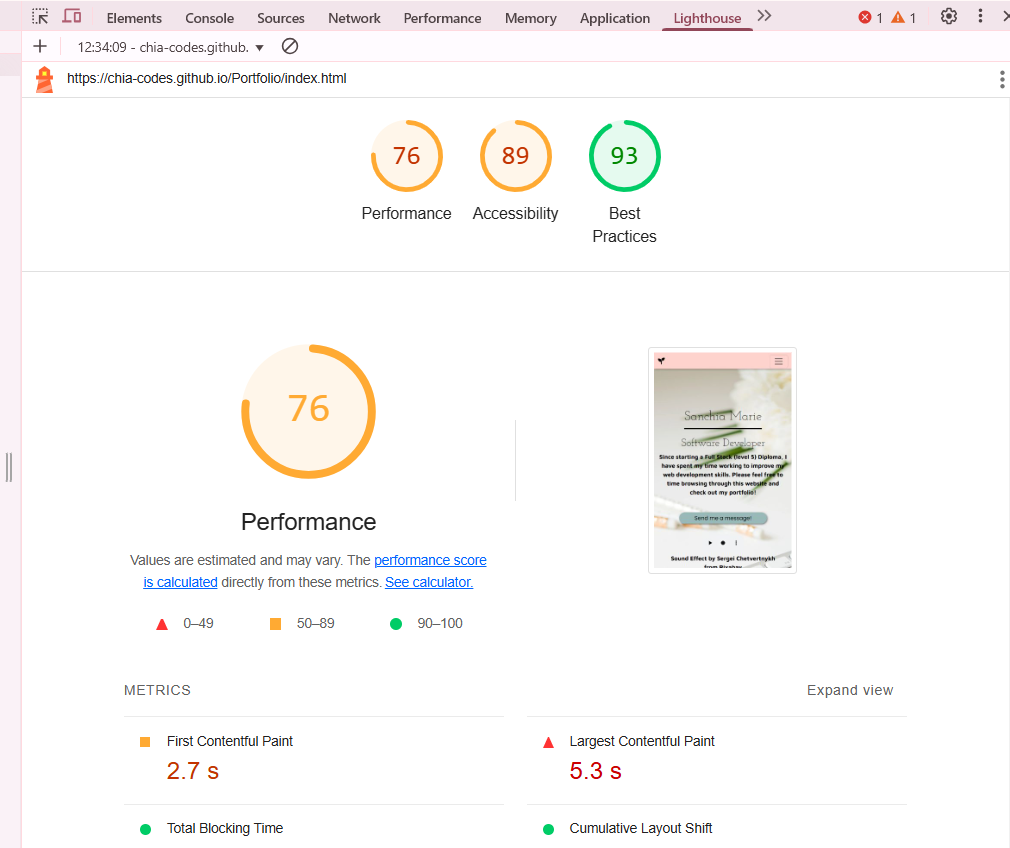 Elements Console Sources Network Performance Memory Application Lighthouse 1 1
12:34:09 - chia-codes.github.
https://chia-codes.github.io/Portfolio/index.html
76 89 93
Performance Accessibility Best
Practices
76
Performance
Values are estimated and may vary. The performance score
is calculated directly from these metrics. See calculator.
0–49 50–89 90–100
Sanchia Marie
Software Developer
Since starting a Full Stack (level 5) Diploma, I
have spent my time working to improve my
web development skills. Please feel free to
time browsing through this website and
check out my portfolio!
Send me a message!
Sound Effect by Sergei Chetvertnykh
from Pixabay
METRICS Expand view
First Contentful Paint
2.7 s
Largest Contentful Paint
5.3 s
Total Blocking Time
Cumulative Layout Shift